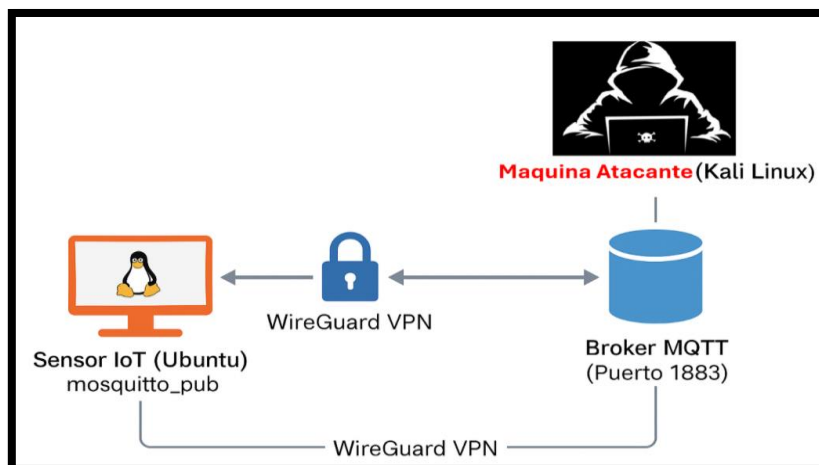 Maquina Atacante(Kali Linux)
WireGuard VPN
Sensor IoT (Ubuntu)
mosquitto_pub
Broker MQTT
(Puerto 1883)
WireGuard VPN